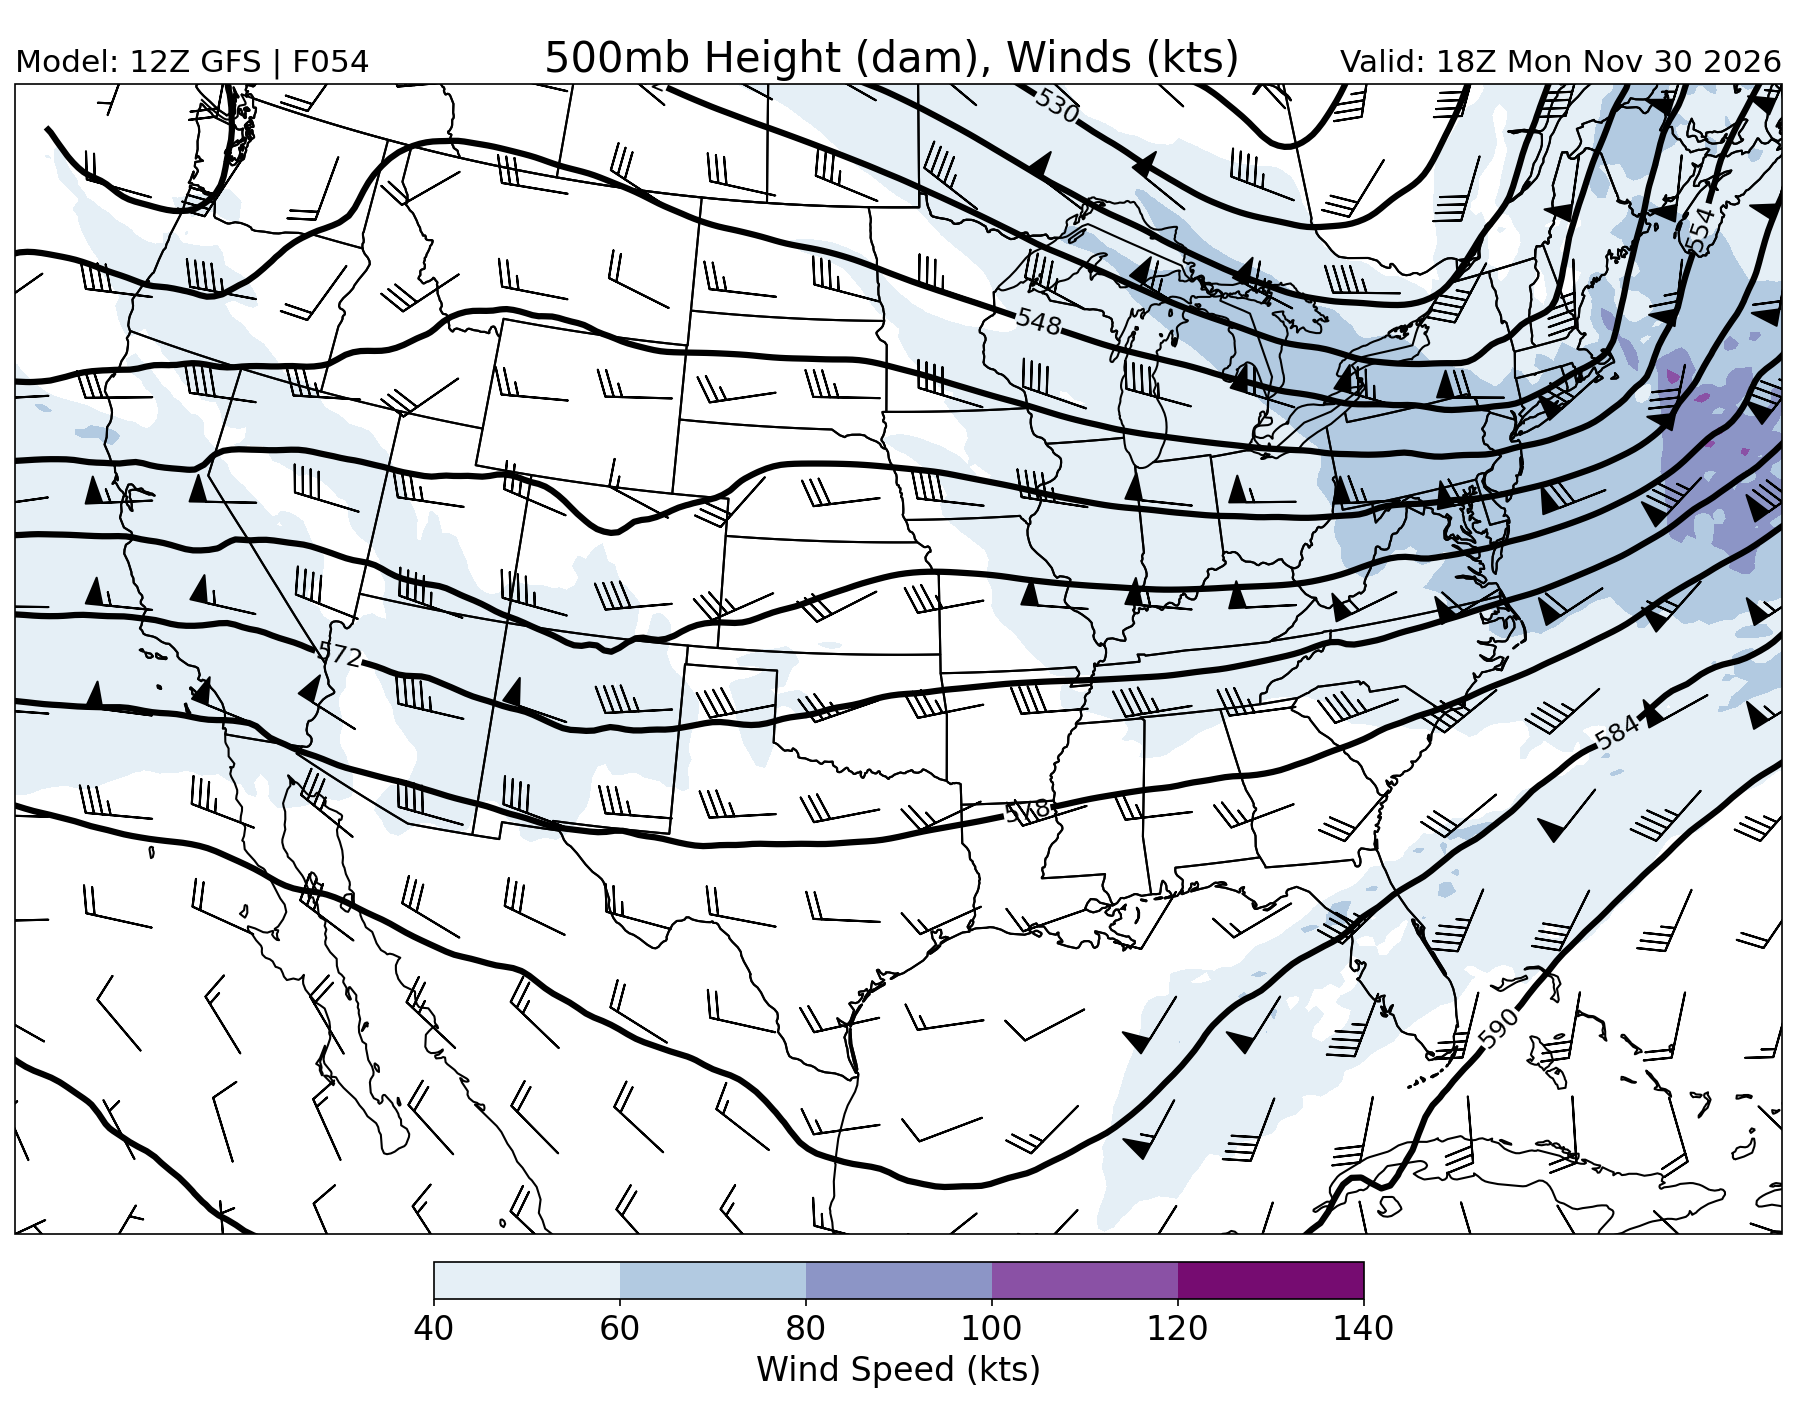 Model: 12Z GFS | F054
500mb Height (dam), Winds (kts)
Valid: 18Z Mon Nov 30 2026
530
554
548
572
584
578
590
40 60 80 100 120 140
Wind Speed (kts)